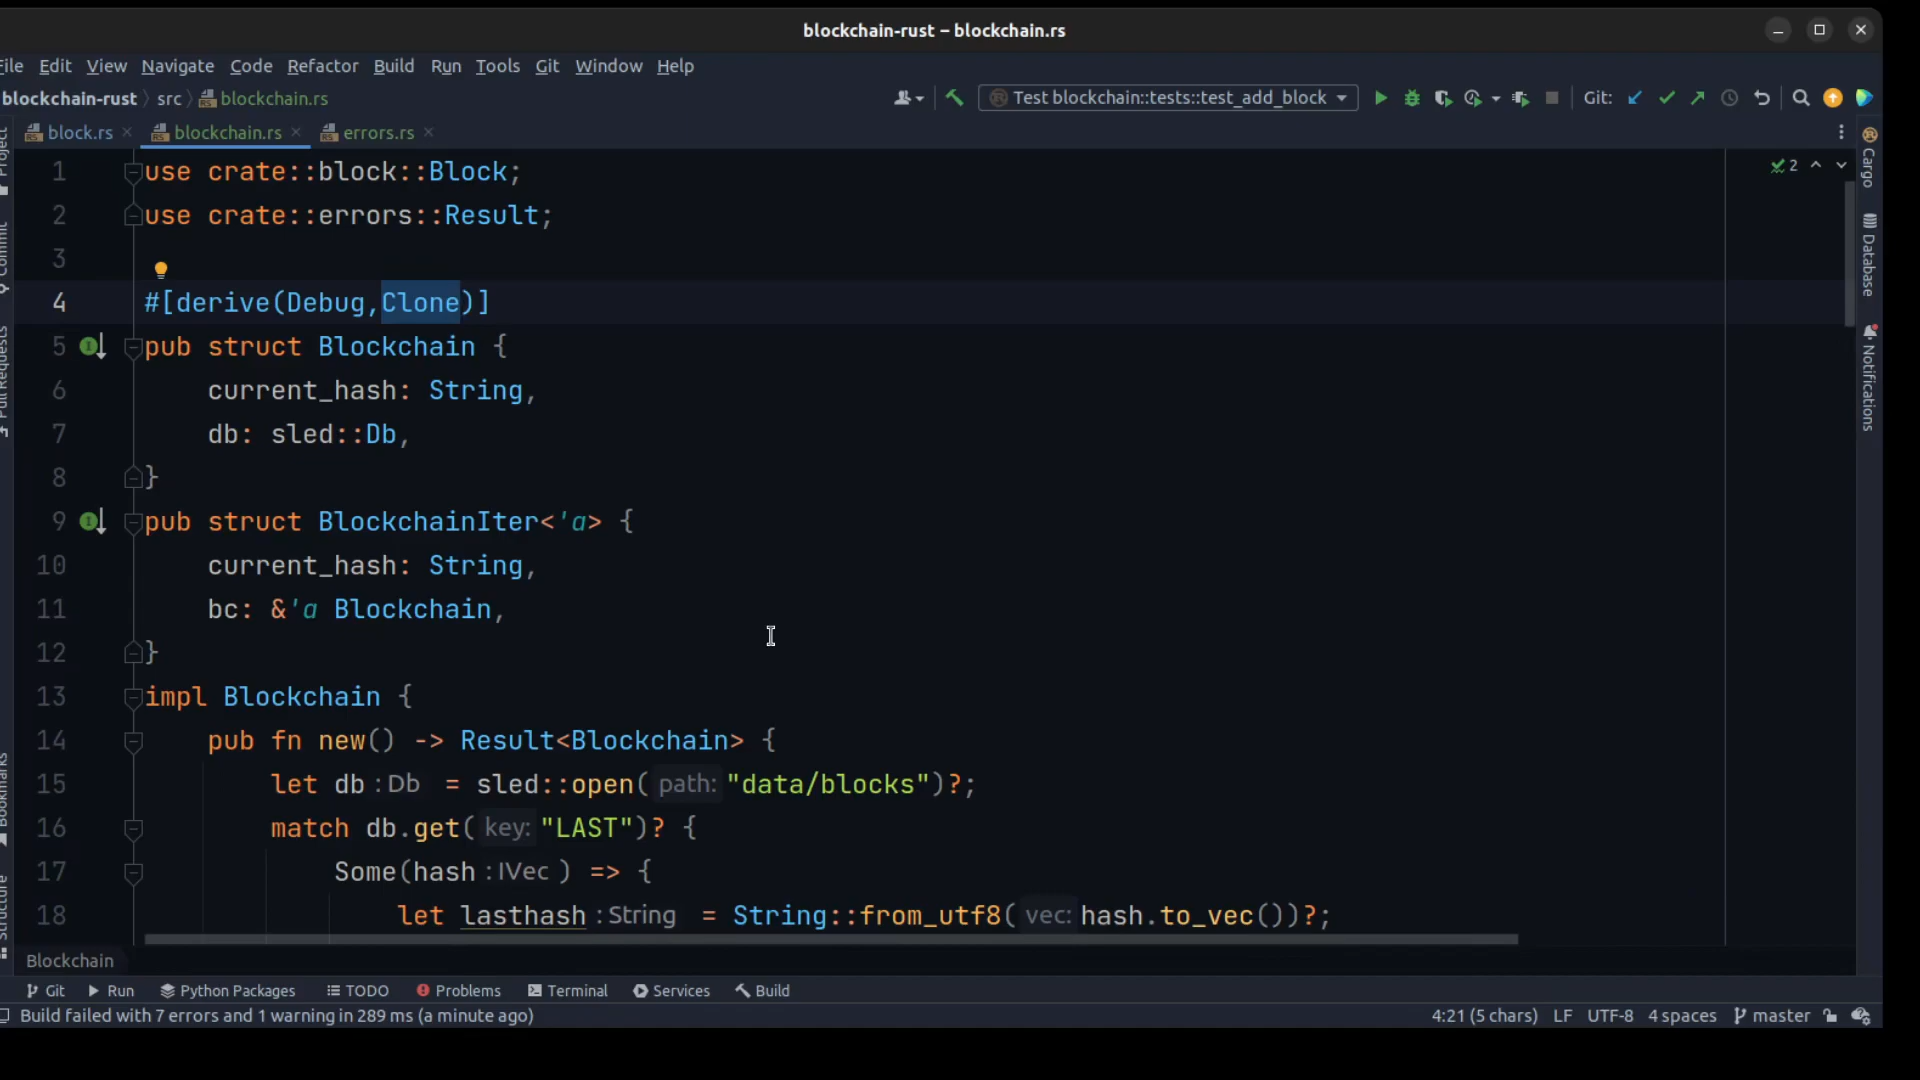 blockchain-rust – blockchain.rs
File Edit View Navigate Code Refactor Build Run Tools Git Window Help
blockchain-rust src blockchain.rs Test blockchain::tests::test_add_block Git:
block.rs blockchain.rs errors.rs
Project
Commit
Pull Requests
Bookmarks
Structure
1 use crate::block::Block;
2 use crate::errors::Result;
3
4 #[derive(Debug,Clone)]
5 pub struct Blockchain {
6 current_hash: String,
7 db: sled::Db,
8 }
9 pub struct BlockchainIter<'a> {
10 current_hash: String,
11 bc: &'a Blockchain,
12 }
13 impl Blockchain {
14 pub fn new() -> Result<Blockchain> {
15 let db : Db = sled::open( path: "data/blocks")?;
16 match db.get( key: "LAST")? {
17 Some(hash : IVec ) => {
18 let lasthash : String = String::from_utf8( vec: hash.to_vec())?;
2
Cargo
Database
Notifications
Blockchain
Git Run Python Packages TODO Problems Terminal Services Build
Build failed with 7 errors and 1 warning in 289 ms (a minute ago) 4:21 (5 chars) LF UTF-8 4 spaces master